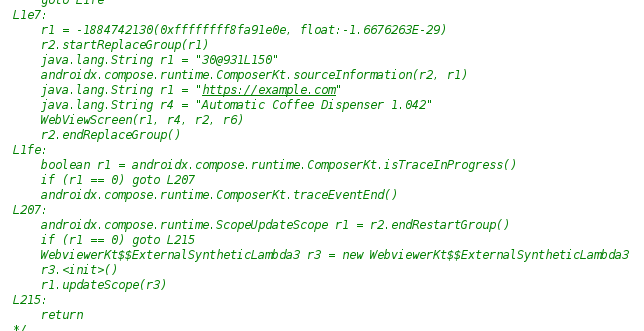 goto L1fe
L1e7:
r1 = -1884742130(0xffffffff8fa91e0e, float:-1.6676263E-29)
r2.startReplaceGroup(r1)
java.lang.String r1 = "30@931L150"
androidx.compose.runtime.ComposerKt.sourceInformation(r2, r1)
java.lang.String r1 = "https://example.com"
java.lang.String r4 = "Automatic Coffee Dispenser 1.042"
WebViewScreen(r1, r4, r2, r6)
r2.endReplaceGroup()
L1fe:
boolean r1 = androidx.compose.runtime.ComposerKt.isTraceInProgress()
if (r1 == 0) goto L207
androidx.compose.runtime.ComposerKt.traceEventEnd()
L207:
androidx.compose.runtime.ScopeUpdateScope r1 = r2.endRestartGroup()
if (r1 == 0) goto L215
WebviewerKt$$ExternalSyntheticLambda3 r3 = new WebviewerKt$$ExternalSyntheticLambda3
r3.<init>()
r1.updateScope(r3)
L215:
return
*/